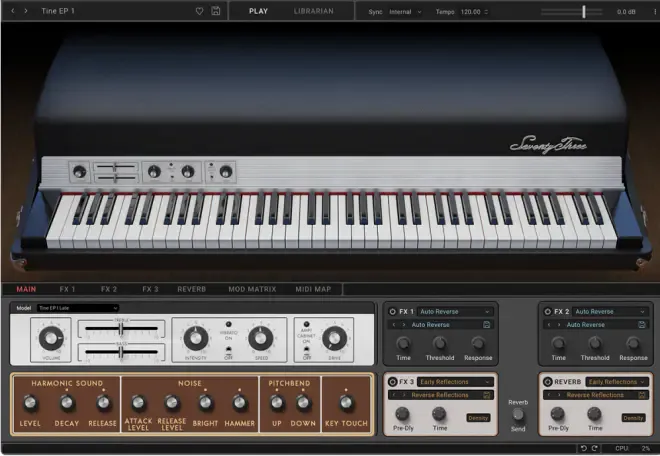 Tine EP 1
PLAY
LIBRARIAN
Sync Internal
Tempo 120.00
0.0 dB
Seventy Three
MAIN
FX 1
FX 2
FX 3
REVERB
MOD MATRIX
MIDI MAP
Model
Tine EP I Late
VOLUME
TREBLE
BASS
INTENSITY
VIBRATO
ON
OFF
SPEED
AMP/
CABINET
ON
OFF
DRIVE
HARMONIC SOUND
LEVEL
DECAY
RELEASE
NOISE
ATTACK
LEVEL
RELEASE
LEVEL
BRIGHT
HAMMER
PITCHBEND
UP
DOWN
KEY TOUCH
FX 1
Auto Reverse
Auto Reverse
Time
Threshold
Response
FX 2
Auto Reverse
Auto Reverse
Time
Threshold
Response
FX 3
Early Reflections
Reverse Reflections
Pre-Dly
Time
Density
Reverb
Send
REVERB
Early Reflections
Reverse Reflections
Pre-Dly
Time
Density
CPU 2%